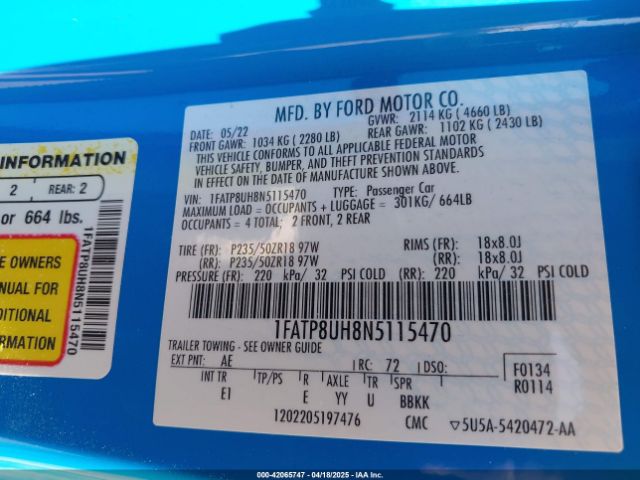 MFD. BY FORD MOTOR CO.
DATE: 05/22 GVWR: 2114 KG ( 4660 LB)
FRONT GAWR: 1034 KG ( 2280 LB) REAR GAWR: 1102 KG ( 2430 LB)
THIS VEHICLE CONFORMS TO ALL APPLICABLE FEDERAL MOTOR
VEHICLE SAFETY, BUMPER, AND THEFT PREVENTION STANDARDS
IN EFFECT ON THE DATE OF MANUFACTURE SHOWN ABOVE.
VIN: 1FATP8UH8N5115470 TYPE: Passenger Car
MAXIMUM LOAD = OCCUPANTS + LUGGAGE = 301KG/ 664LB
OCCUPANTS = 4 TOTAL; 2 FRONT, 2 REAR
TIRE (FR): P235/50ZR18 97W RIMS (FR): 18x8.0J
(RR): P235/50ZR18 97W (RR): 18x8.0J
PRESSURE (FR): 220 kPa/ 32 PSI COLD (RR): 220 kPa/ 32 PSI COLD
1FATP8UH8N5115470
TRAILER TOWING - SEE OWNER GUIDE
EXT PNT: AE RC: 72 DSO: F0134
INT TR TP/PS R AXLE TR SPR R0114
EI E YY U BBKK
1202205197476 CMC ▽5U5A-5420472-AA
INFORMATION
2 REAR: 2
or 664 lbs.
E OWNERS
NUAL FOR
DITIONAL
FORMATION
1FATP8UH8N5115470
000-42065747 - 04/18/2025 - IAAI.COM